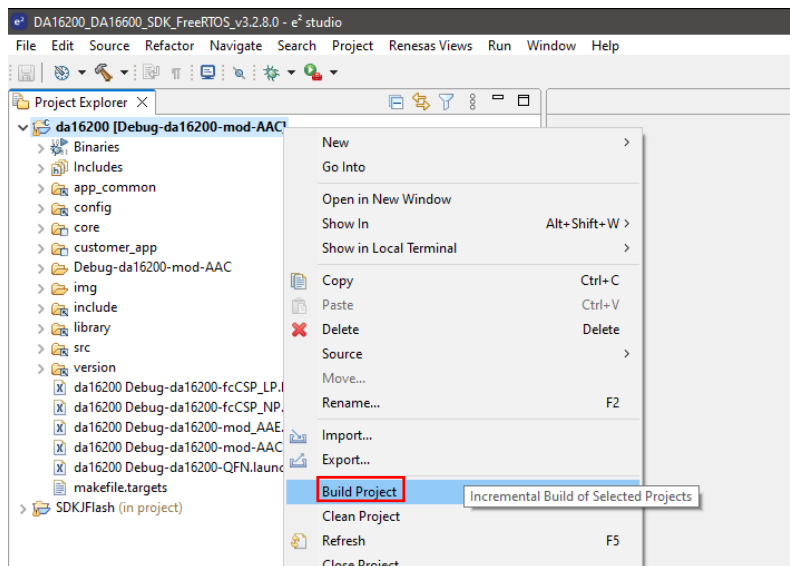 DA16200_DA16600_SDK_FreeRTOS_v3.2.8.0 - e² studio
File Edit Source Refactor Navigate Search Project Renesas Views Run Window Help
Project Explorer
da16200 [Debug-da16200-mod-AAC]
Binaries
Includes
app_common
config
core
customer_app
Debug-da16200-mod-AAC
img
include
library
src
version
da16200 Debug-da16200-fcCSP_LP.l
da16200 Debug-da16200-fcCSP_NP.
da16200 Debug-da16200-mod_AAE.
da16200 Debug-da16200-mod-AAC
da16200 Debug-da16200-QFN.launc
makefile.targets
SDKJFlash (in project)
New
Go Into
Open in New Window
Show In Alt+Shift+W
Show in Local Terminal
Copy Ctrl+C
Paste Ctrl+V
Delete Delete
Source
Move...
Rename... F2
Import...
Export...
Build Project
Incremental Build of Selected Projects
Clean Project
Refresh F5
Close Project